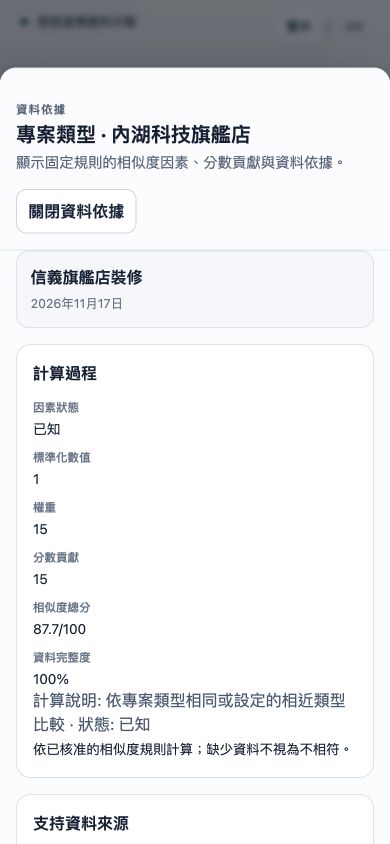 資料依據
專案類型 · 內湖科技旗艦店
顯示固定規則的相似度因素、分數貢獻與資料依據。
關閉資料依據
信義旗艦店裝修
2026年11月17日
計算過程
因素狀態
已知
標準化數值
1
權重
15
分數貢獻
15
相似度總分
87.7/100
資料完整度
100%
計算說明: 依專案類型相同或設定的相近類型
比較 · 狀態: 已知
依已核准的相似度規則計算；缺少資料不視為不相符。
支持資料來源